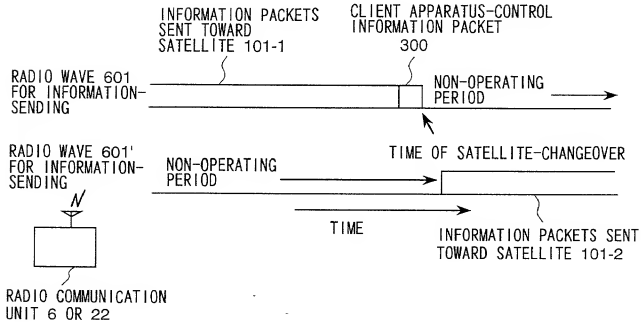 INFORMATION PACKETS
SENT TOWARD
SATELLITE 101-1
CLIENT APPARATUS-CONTROL
INFORMATION PACKET
300
RADIO WAVE 601
FOR INFORMATION-
SENDING
NON-OPERATING
PERIOD
TIME OF SATELLITE-CHANGEOVER
RADIO WAVE 601'
FOR INFORMATION-
SENDING
NON-OPERATING
PERIOD
TIME
INFORMATION PACKETS SENT
TOWARD SATELLITE 101-2
RADIO COMMUNICATION
UNIT 6 OR 22